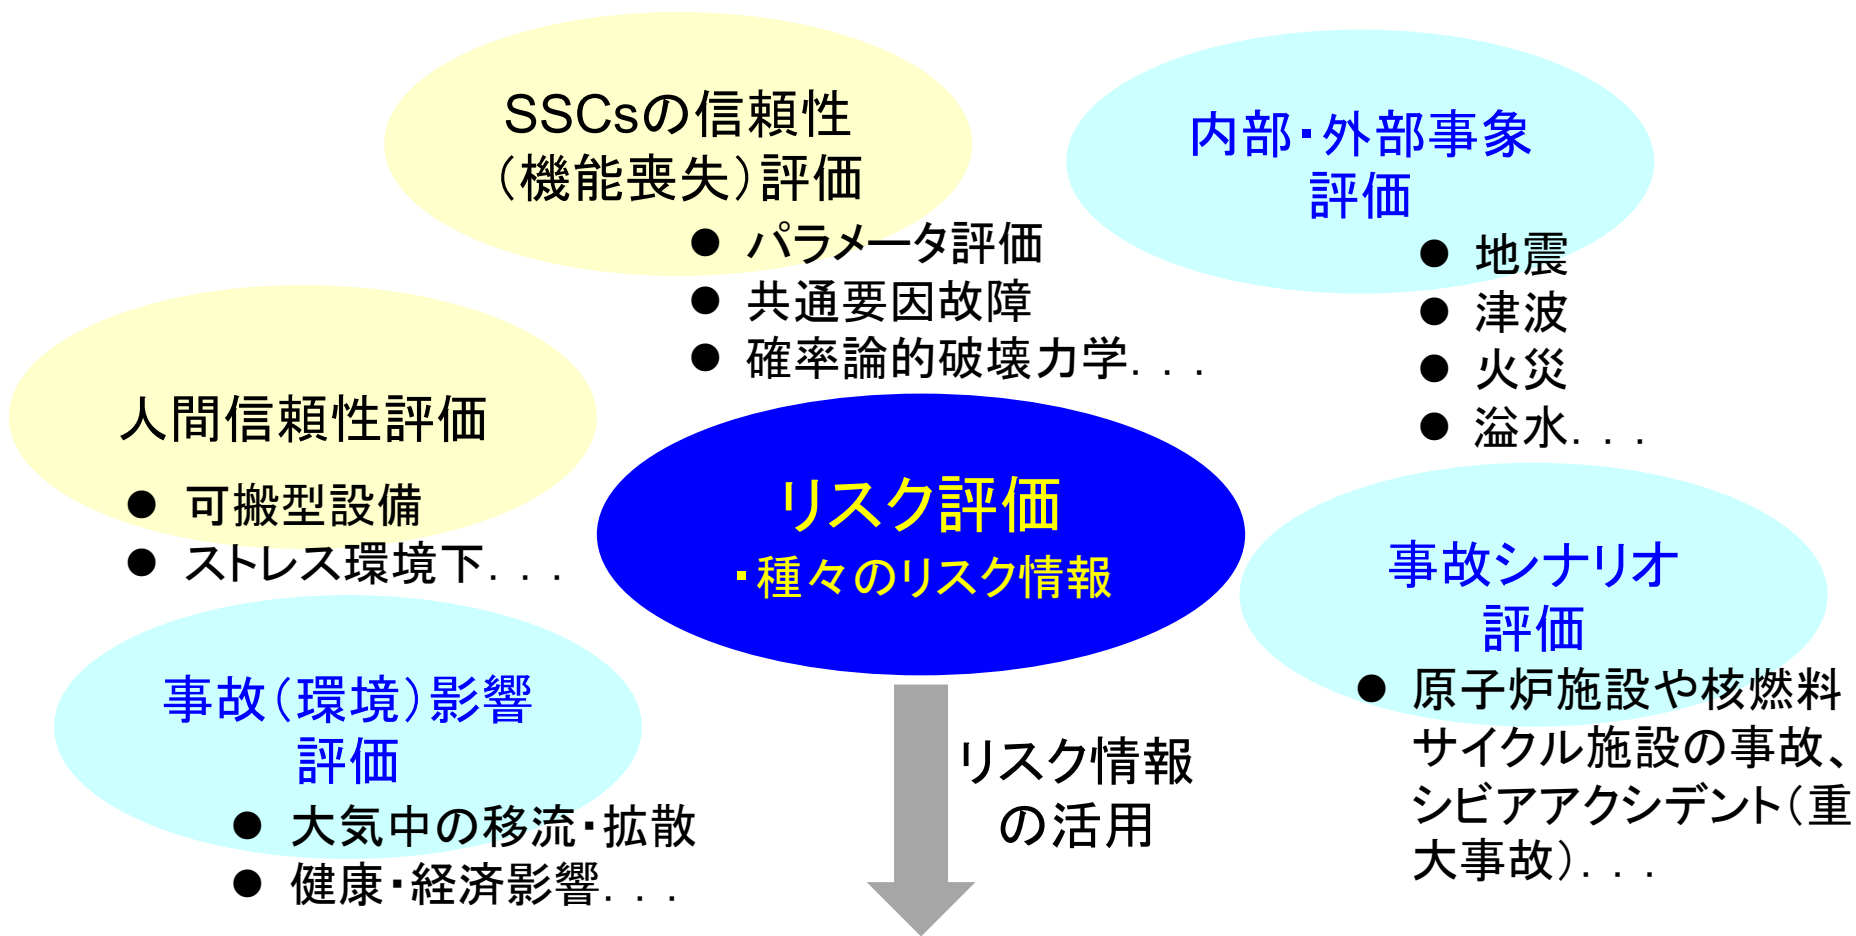 SSCsの信頼性
（機能喪失）評価
● パラメータ評価
● 共通要因故障
● 確率論的破壊力学．．．
内部・外部事象
評価
● 地震
● 津波
● 火災
● 溢水．．．
人間信頼性評価
● 可搬型設備
● ストレス環境下．．．
リスク評価
・種々のリスク情報
事故シナリオ
評価
● 原子炉施設や核燃料
サイクル施設の事故、
シビアアクシデント（重
大事故）．．．
事故（環境）影響
評価
● 大気中の移流・拡散
● 健康・経済影響．．．
リスク情報
の活用